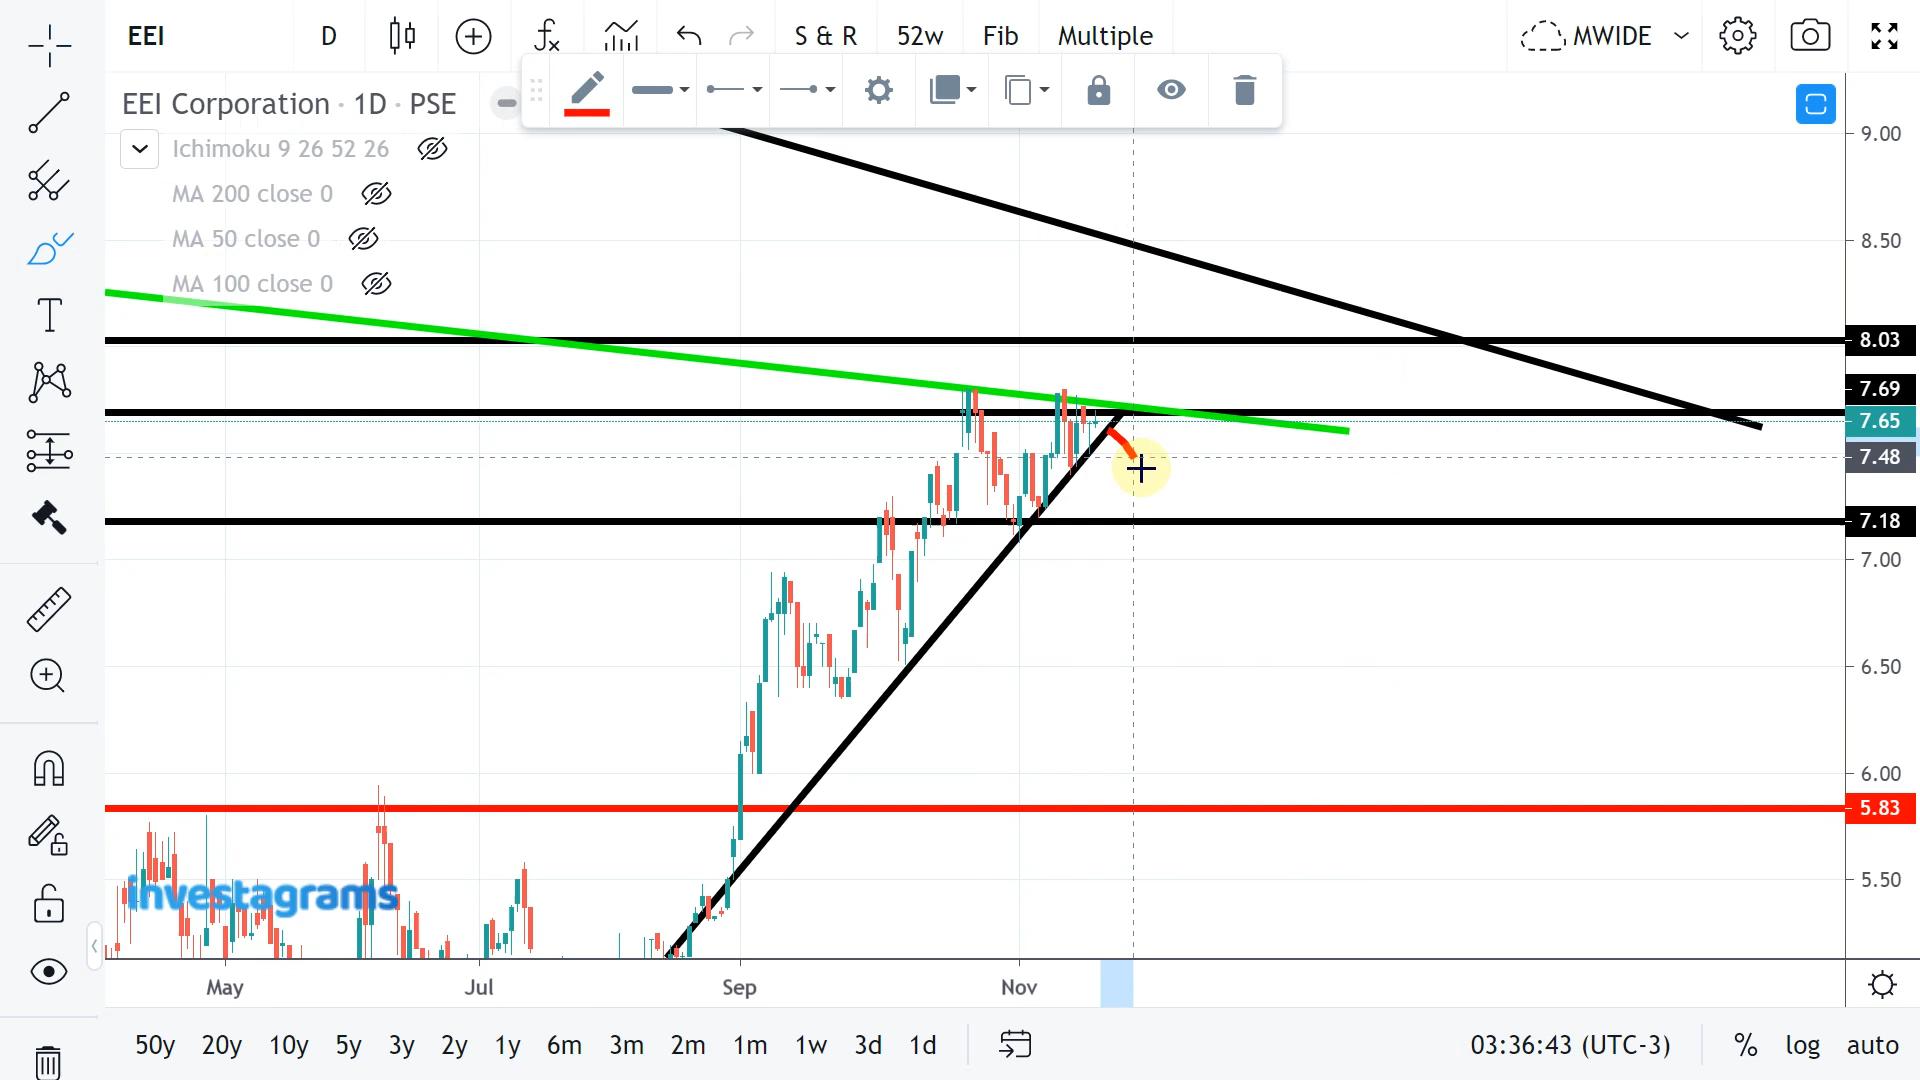 EEI D S & R 52w Fib Multiple MWIDE
EEI Corporation · 1D · PSE
Ichimoku 9 26 52 26
MA 200 close 0
MA 50 close 0
MA 100 close 0
9.00
8.50
8.03
7.69
7.65
7.48
7.18
7.00
6.50
6.00
5.83
5.50
investagrams
May Jul Sep Nov
50y 20y 10y 5y 3y 2y 1y 6m 3m 2m 1m 1w 3d 1d 03:36:43 (UTC-3) % log auto